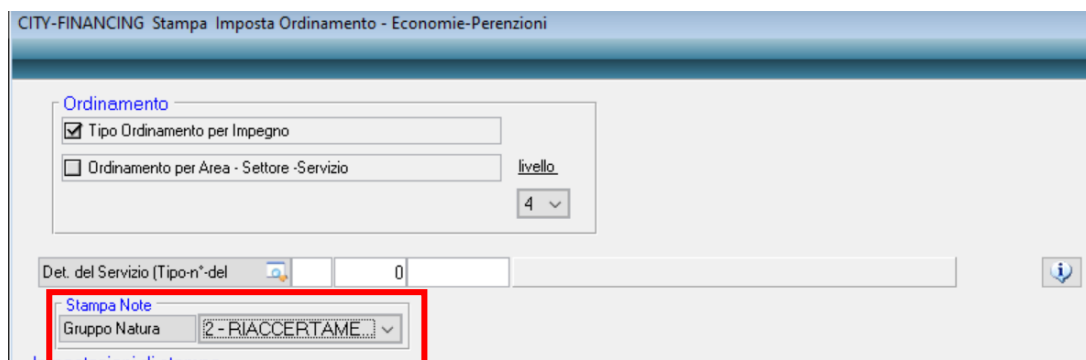 CITY-FINANCING Stampa Imposta Ordinamento - Economie-Perenzioni
Ordinamento
Tipo Ordinamento per Impegno
Ordinamento per Area - Settore -Servizio
livello
4
Det. del Servizio (Tipo-n°-del
0
Stampa Note
Gruppo Natura
2 - RIACCERTAME...